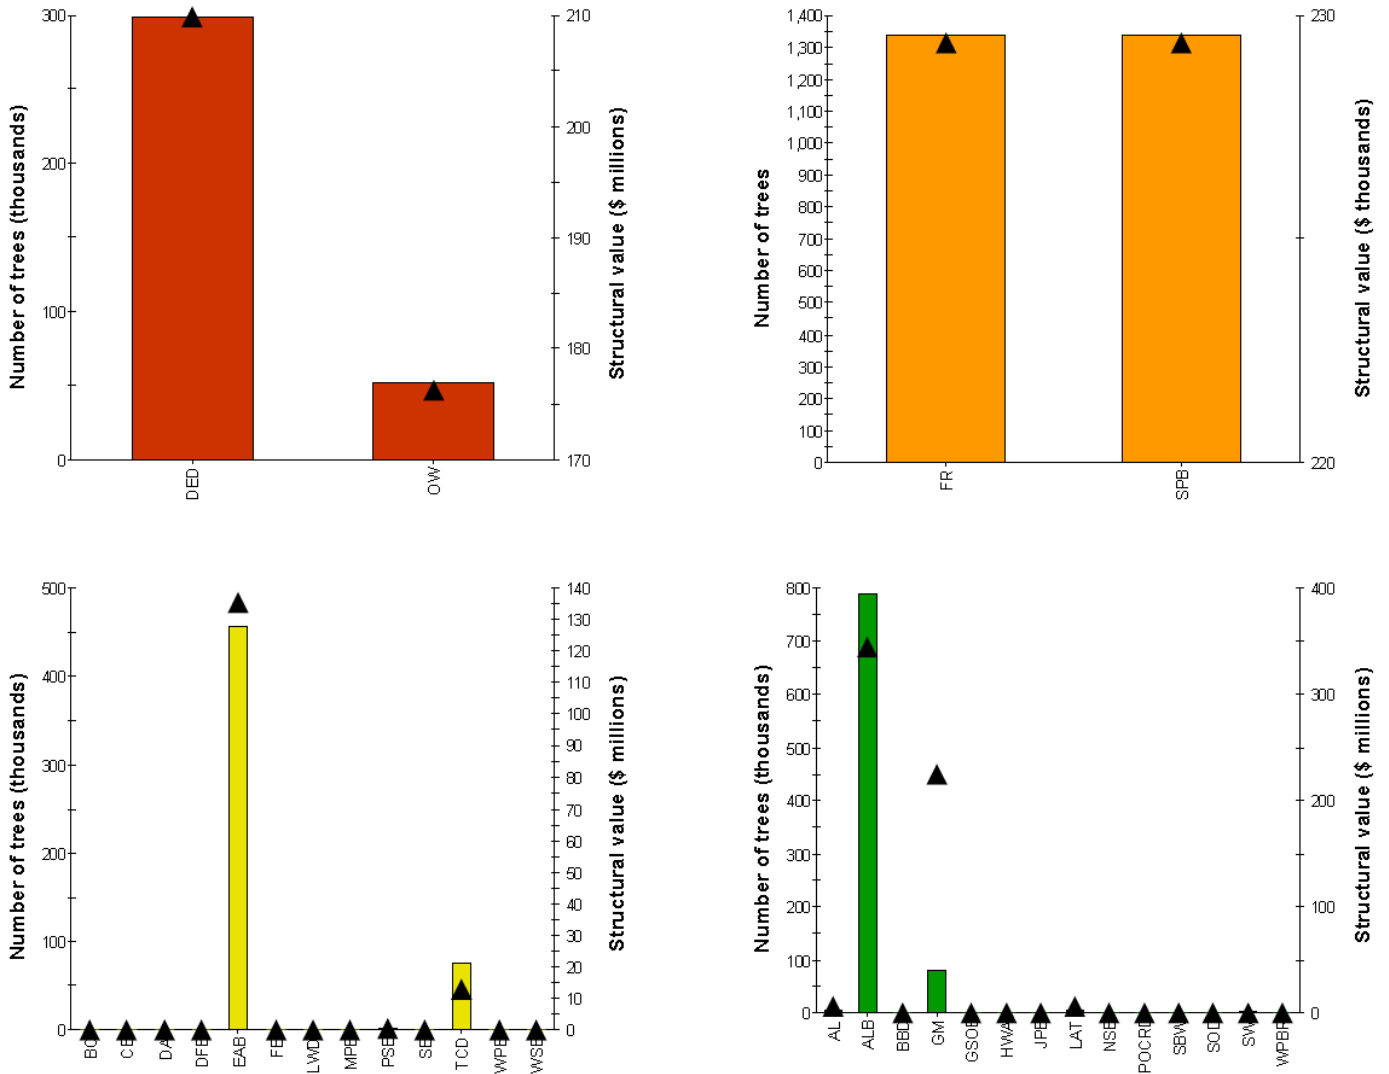 300
200
100
0
Number of trees (thousands)
210
200
190
180
170
Structural value ($ millions)
DED
OW
1,400
1,300
1,200
1,100
1,000
900
800
700
600
500
400
300
200
100
0
Number of trees
230
220
Structural value ($ thousands)
FR
SPB
500
400
300
200
100
0
Number of trees (thousands)
140
130
120
110
100
90
80
70
60
50
40
30
20
10
0
Structural value ($ millions)
BC
DA
DFB
EAB
FE
LWD
MPB
PSB
SB
TCD
WPB
WSB
800
700
600
500
400
300
200
100
0
Number of trees (thousands)
400
300
200
100
0
Structural value ($ millions)
AL
ALB
BBD
GM
GSOB
HWA
JPB
LAT
NSE
POCRD
SBW
SOD
SW
WPBR